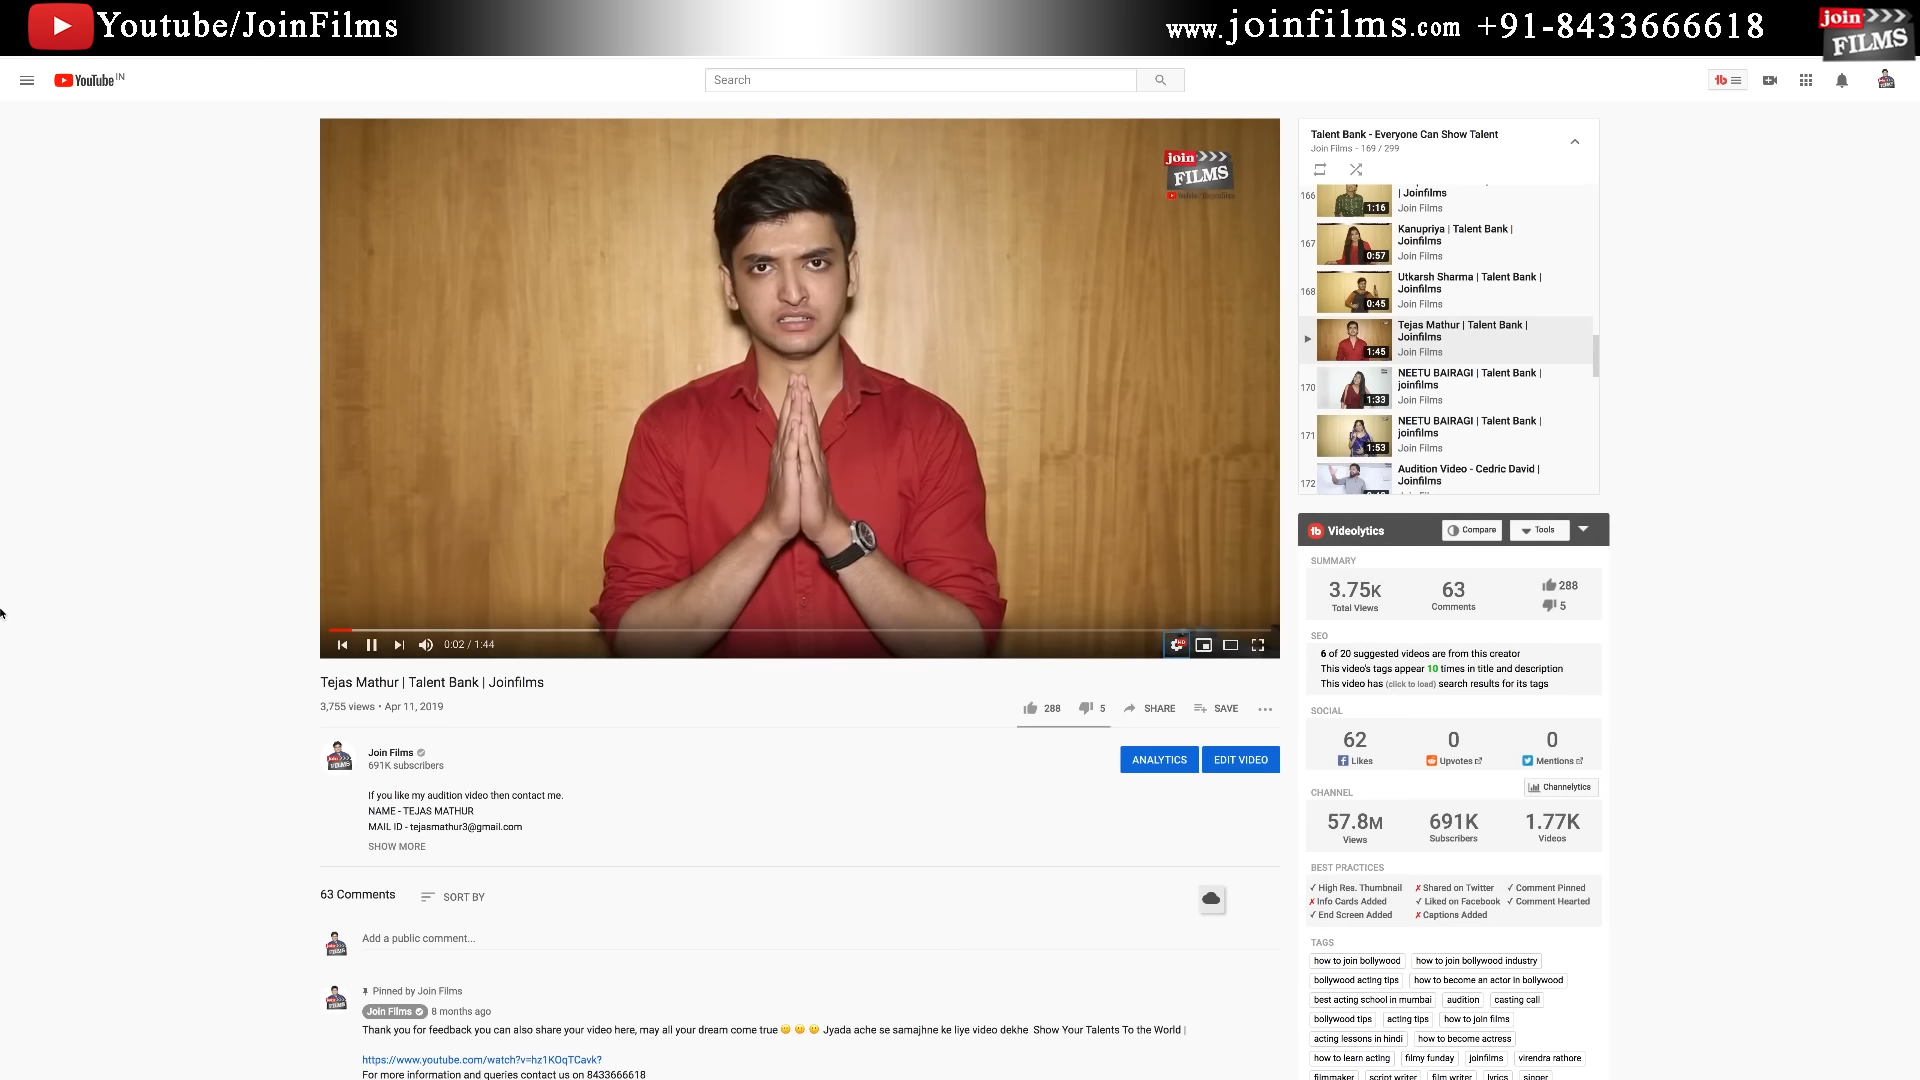 Youtube/JoinFilms
www.joinfilms.com +91-8433666618
join
FILMS
YouTube IN
Search
join
FILMS
0:02 / 1:44
HD
Tejas Mathur | Talent Bank | Joinfilms
3,755 views • Apr 11, 2019
288
5
SHARE
SAVE
Join Films
691K subscribers
ANALYTICS
EDIT VIDEO
If you like my audition video then contact me.
NAME - TEJAS MATHUR
MAIL ID - tejasmathur3@gmail.com
SHOW MORE
63 Comments
SORT BY
Add a public comment...
Pinned by Join Films
Join Films 8 months ago
Thank you for feedback you can also share your video here, may all your dream come true 😊 😊 😊 Jyada ache se samajhne ke liye video dekhe Show Your Talents To the World |
https://www.youtube.com/watch?v=hz1KOqTCavk?
For more information and queries contact us on 8433666618
Talent Bank - Everyone Can Show Talent
Join Films - 169 / 299
166
| Joinfilms
Join Films
1:16
167
Kanupriya | Talent Bank |
Joinfilms
Join Films
0:57
168
Utkarsh Sharma | Talent Bank |
Joinfilms
Join Films
0:45
Tejas Mathur | Talent Bank |
Joinfilms
Join Films
1:45
170
NEETU BAIRAGI | Talent Bank |
joinfilms
Join Films
1:33
171
NEETU BAIRAGI | Talent Bank |
joinfilms
Join Films
1:53
172
Audition Video - Cedric David |
Joinfilms
Videolytics
Compare
Tools
SUMMARY
3.75K
Total Views
63
Comments
288
5
SEO
6 of 20 suggested videos are from this creator
This video's tags appear 10 times in title and description
This video has (click to load) search results for its tags
SOCIAL
62
Likes
0
Upvotes
0
Mentions
CHANNEL
Channelytics
57.8M
Views
691K
Subscribers
1.77K
Videos
BEST PRACTICES
✓ High Res. Thumbnail ✗ Shared on Twitter ✓ Comment Pinned
✗ Info Cards Added ✓ Liked on Facebook ✓ Comment Hearted
✓ End Screen Added ✗ Captions Added
TAGS
how to join bollywood how to join bollywood industry
bollywood acting tips how to become an actor in bollywood
best acting school in mumbai audition casting call
bollywood tips acting tips how to join films
acting lessons in hindi how to become actress
how to learn acting filmy funday joinfilms virendra rathore
filmmaker script writer film writer lyrics singer